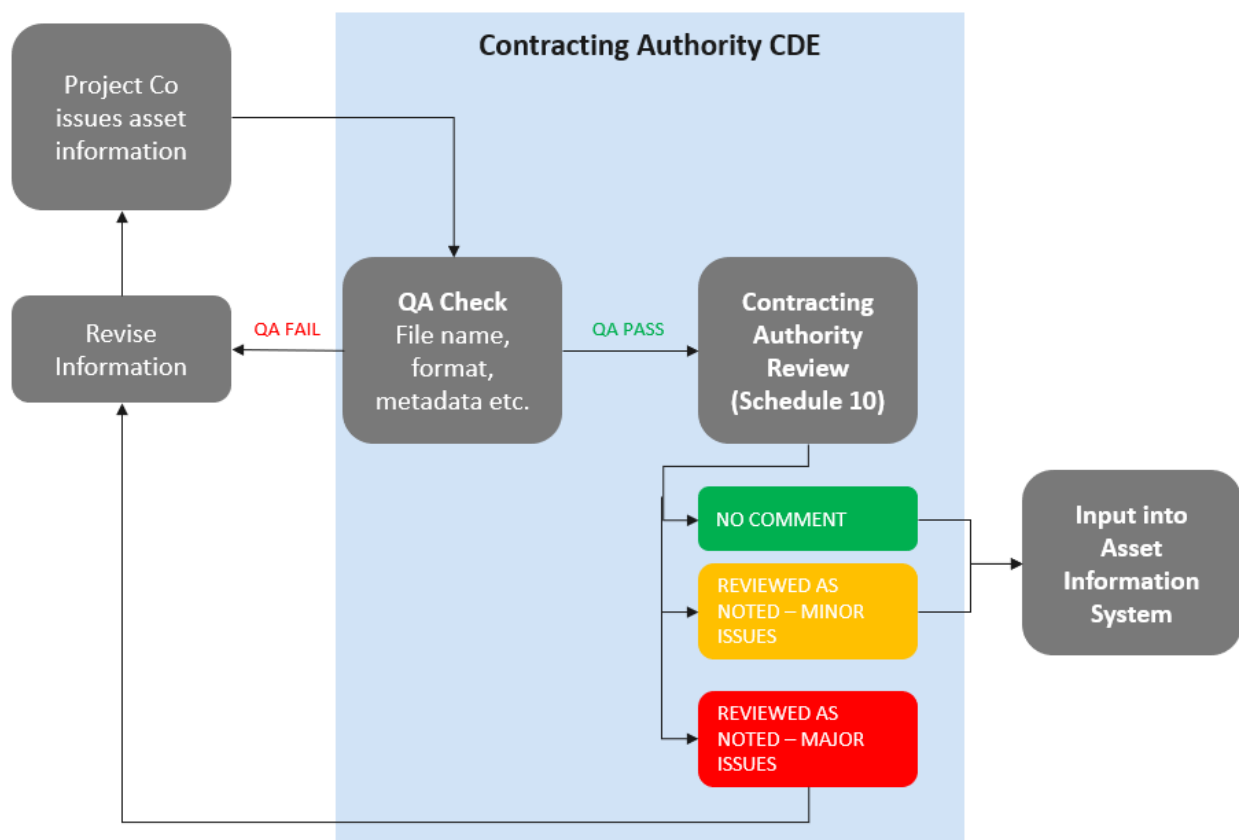 Contracting Authority CDE
Project Co
issues asset
information
QA Check
File name,
format,
metadata etc.
QA FAIL
Revise
Information
QA PASS
Contracting
Authority
Review
(Schedule 10)
NO COMMENT
REVIEWED AS
NOTED – MINOR
ISSUES
REVIEWED AS
NOTED – MAJOR
ISSUES
Input into
Asset
Information
System